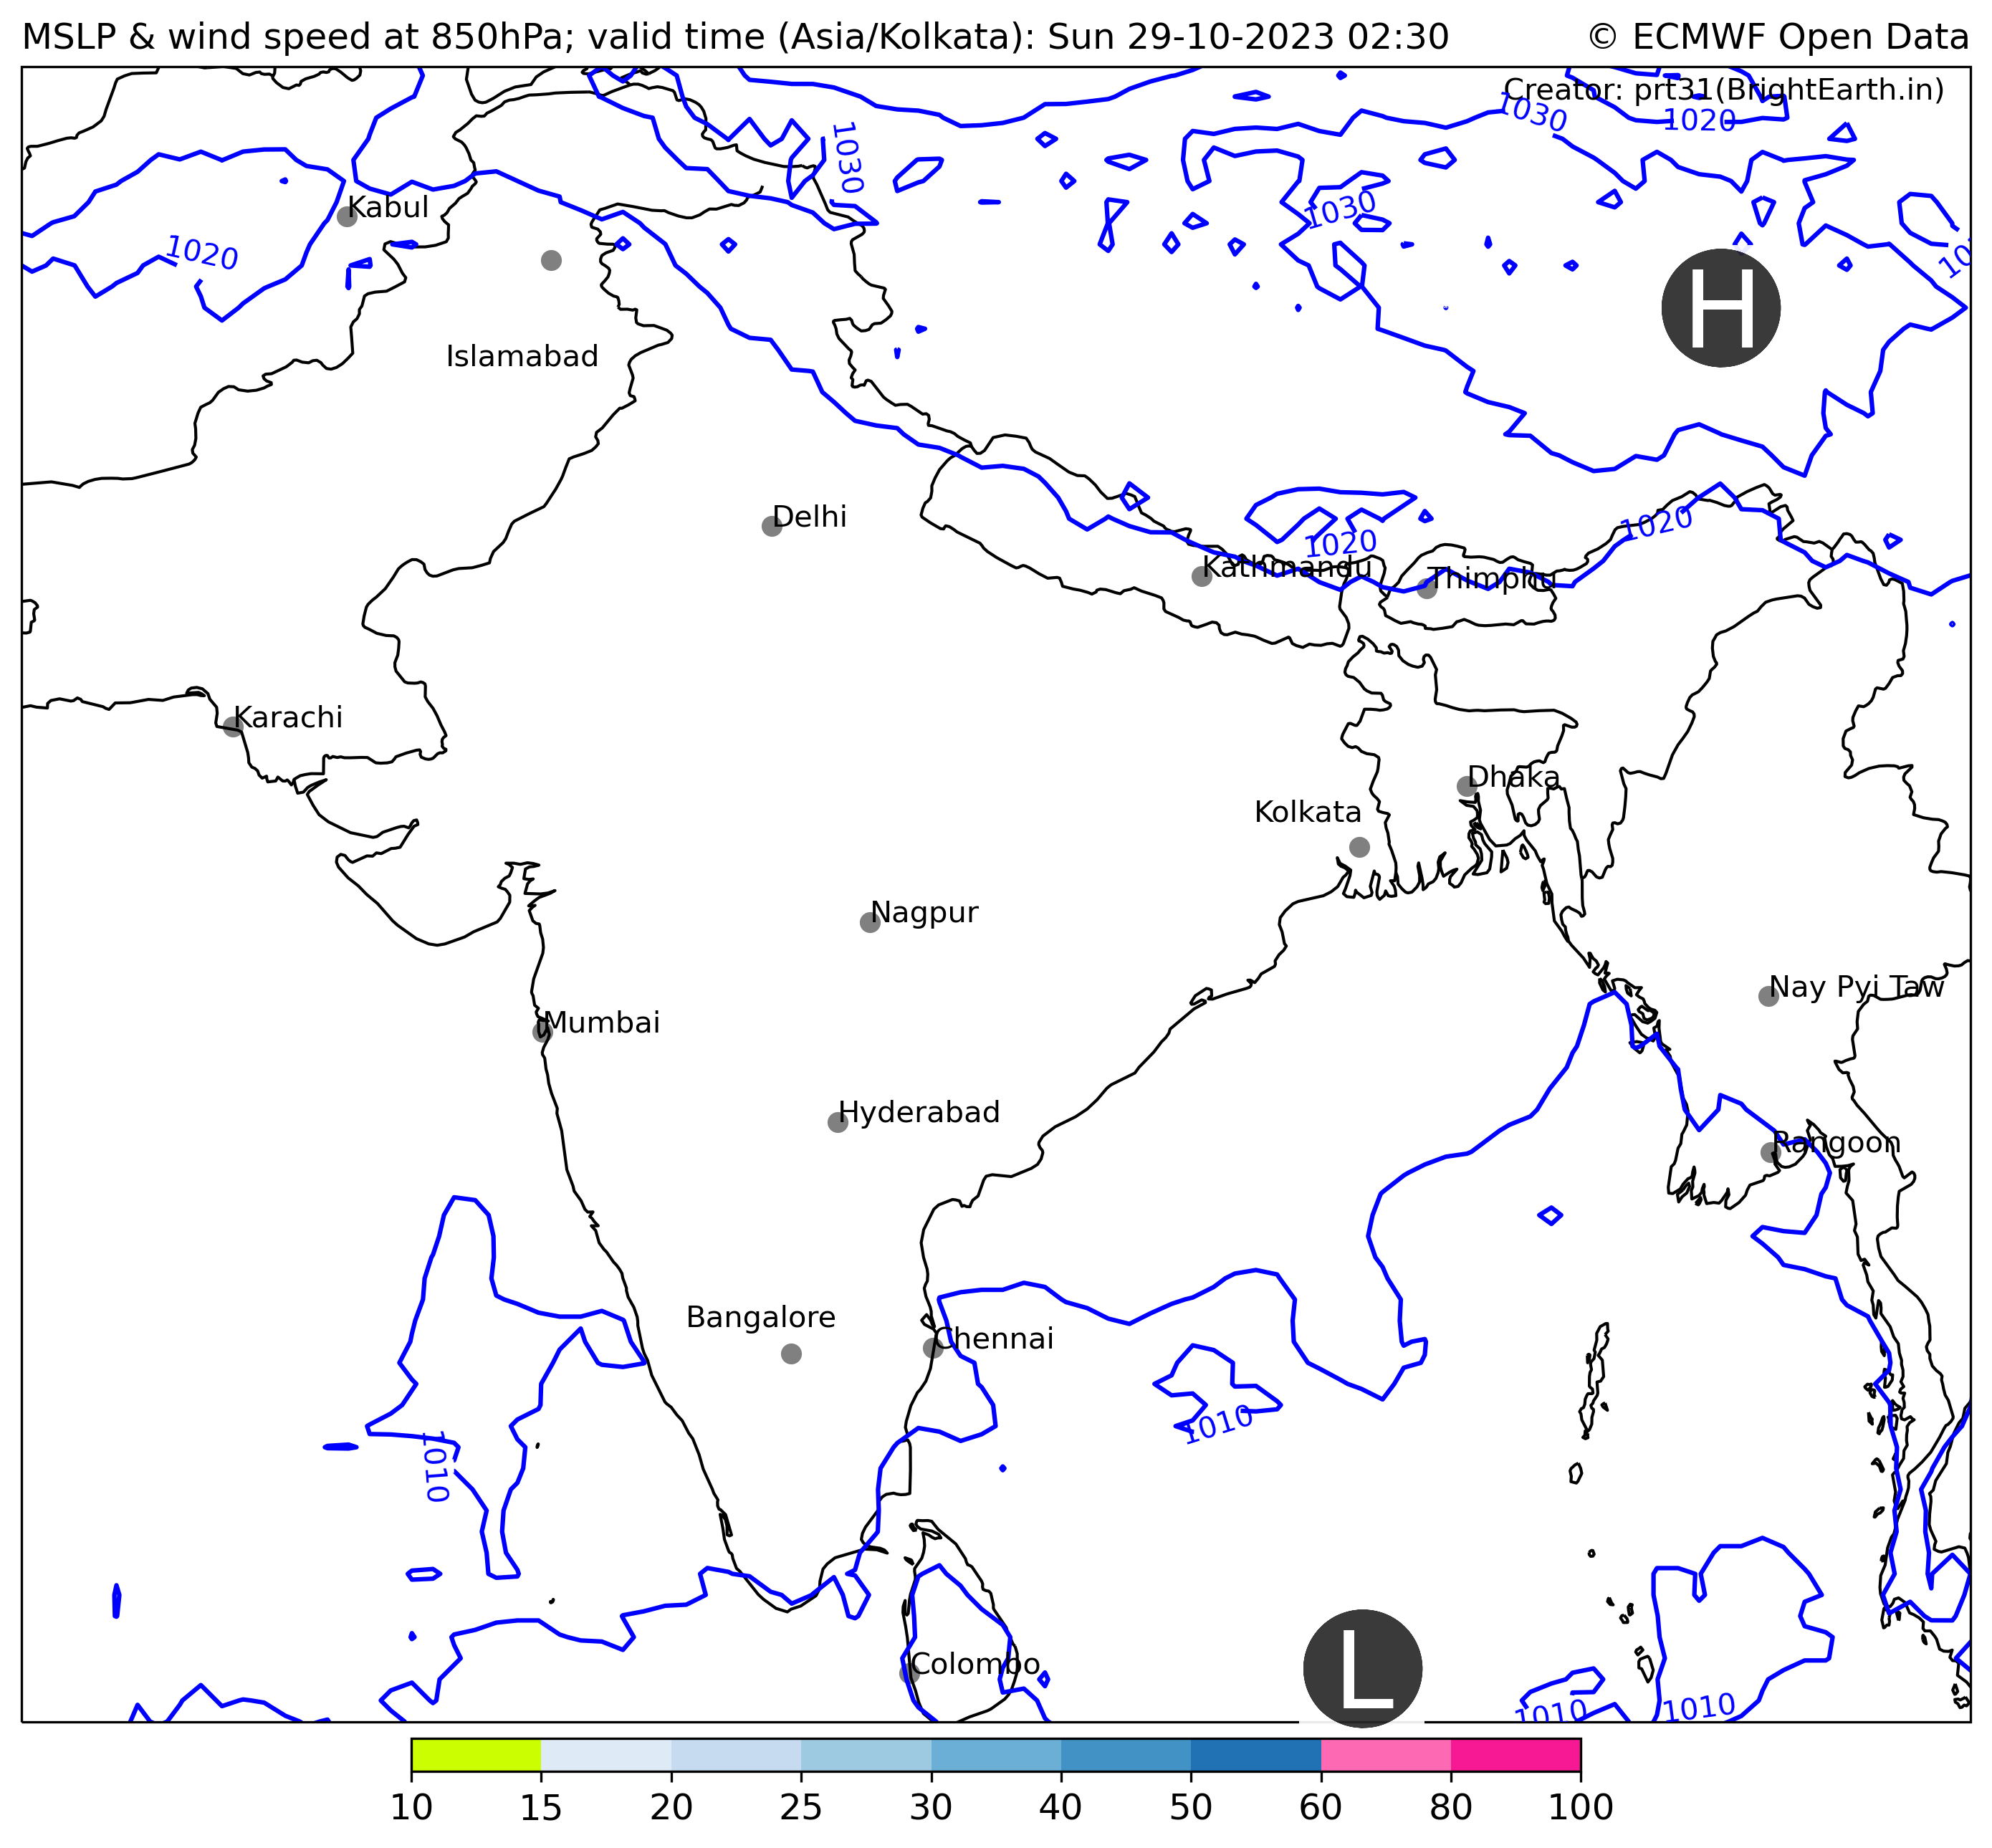 MSLP & wind speed at 850hPa; valid time (Asia/Kolkata): Sun 29-10-2023 02:30 © ECMWF Open Data
Creator: prt31(BrightEarth.in)
1030 1020
1030
1030
Kabul
1020
H
Islamabad
Delhi
1020
1020
Kathmandu
Thimphu
Karachi
Dhaka
Kolkata
Nagpur
Nay Pyi Taw
Mumbai
Hyderabad
Rangoon
Bangalore
Chennai
1010
1010
Colombo
L
1010 1010
10 15 20 25 30 40 50 60 80 100